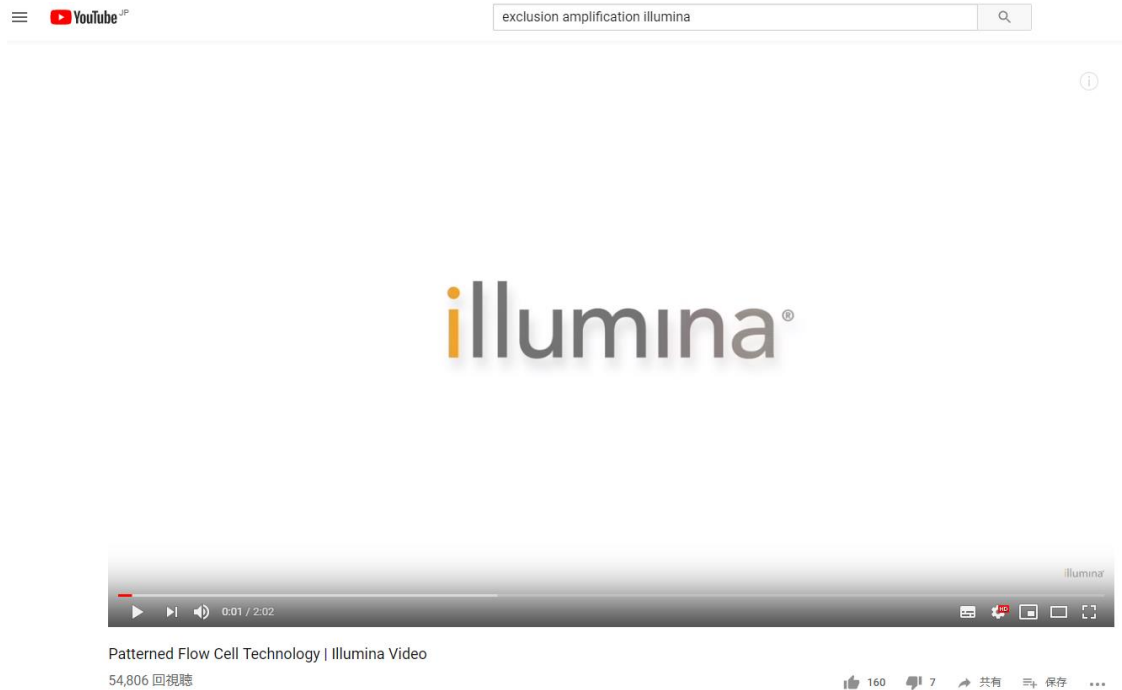 YouTube JP
exclusion amplification illumina
illumina®
illumina
0:01 / 2:02
HD
Patterned Flow Cell Technology | Illumina Video
54,806 回視聴
160 7 共有 保存